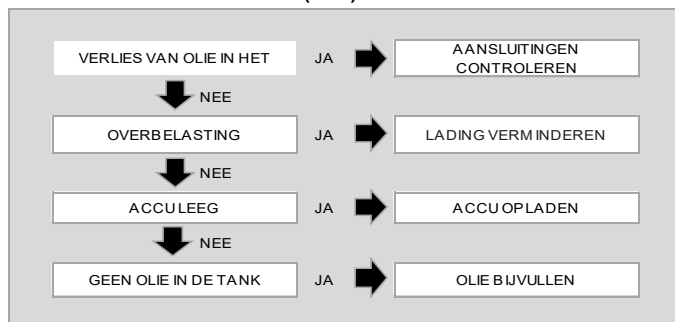 VERLIES VAN OLIE IN HET JA AANSLUITINGEN
CONTROLEREN
NEE
OVERBELASTING JA LADING VERMINDEREN
NEE
ACCU LEEG JA ACCU OPLADEN
NEE
GEEN OLIE IN DE TANK JA OLIE BIJVULLEN